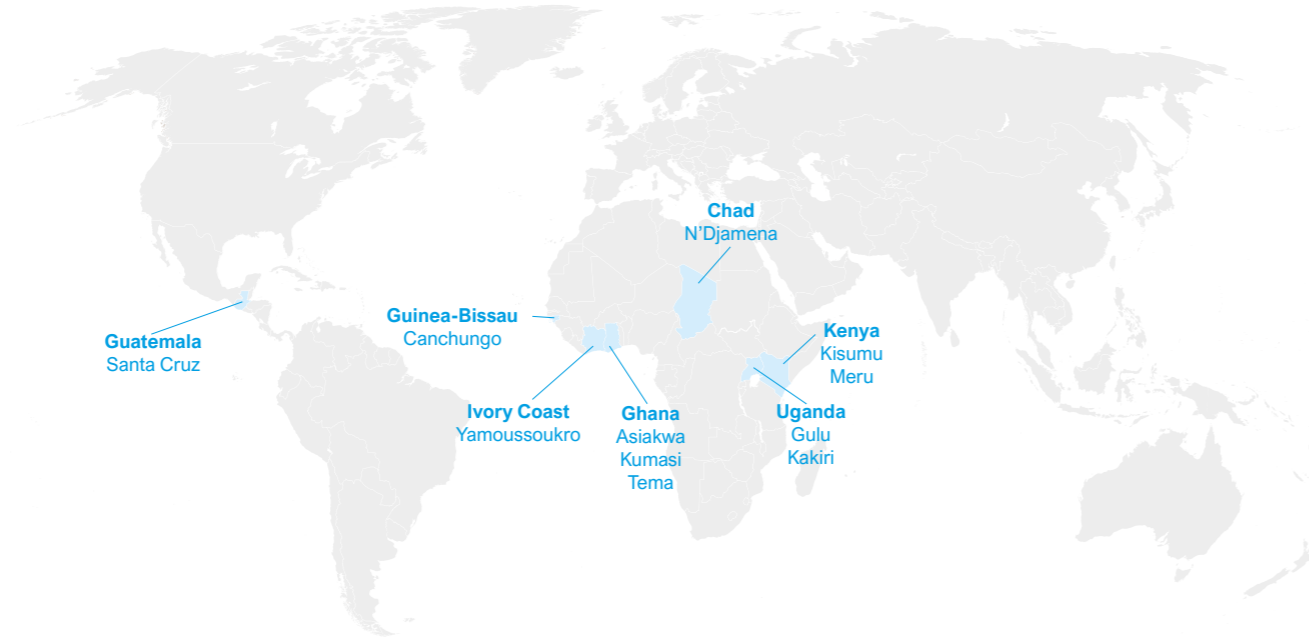 Chad
N’Djamena
Guinea-Bissau
Canchungo
Kenya
Kisumu
Meru
Guatemala
Santa Cruz
Ivory Coast
Yamoussoukro
Ghana
Asiakwa
Kumasi
Tema
Uganda
Gulu
Kakiri